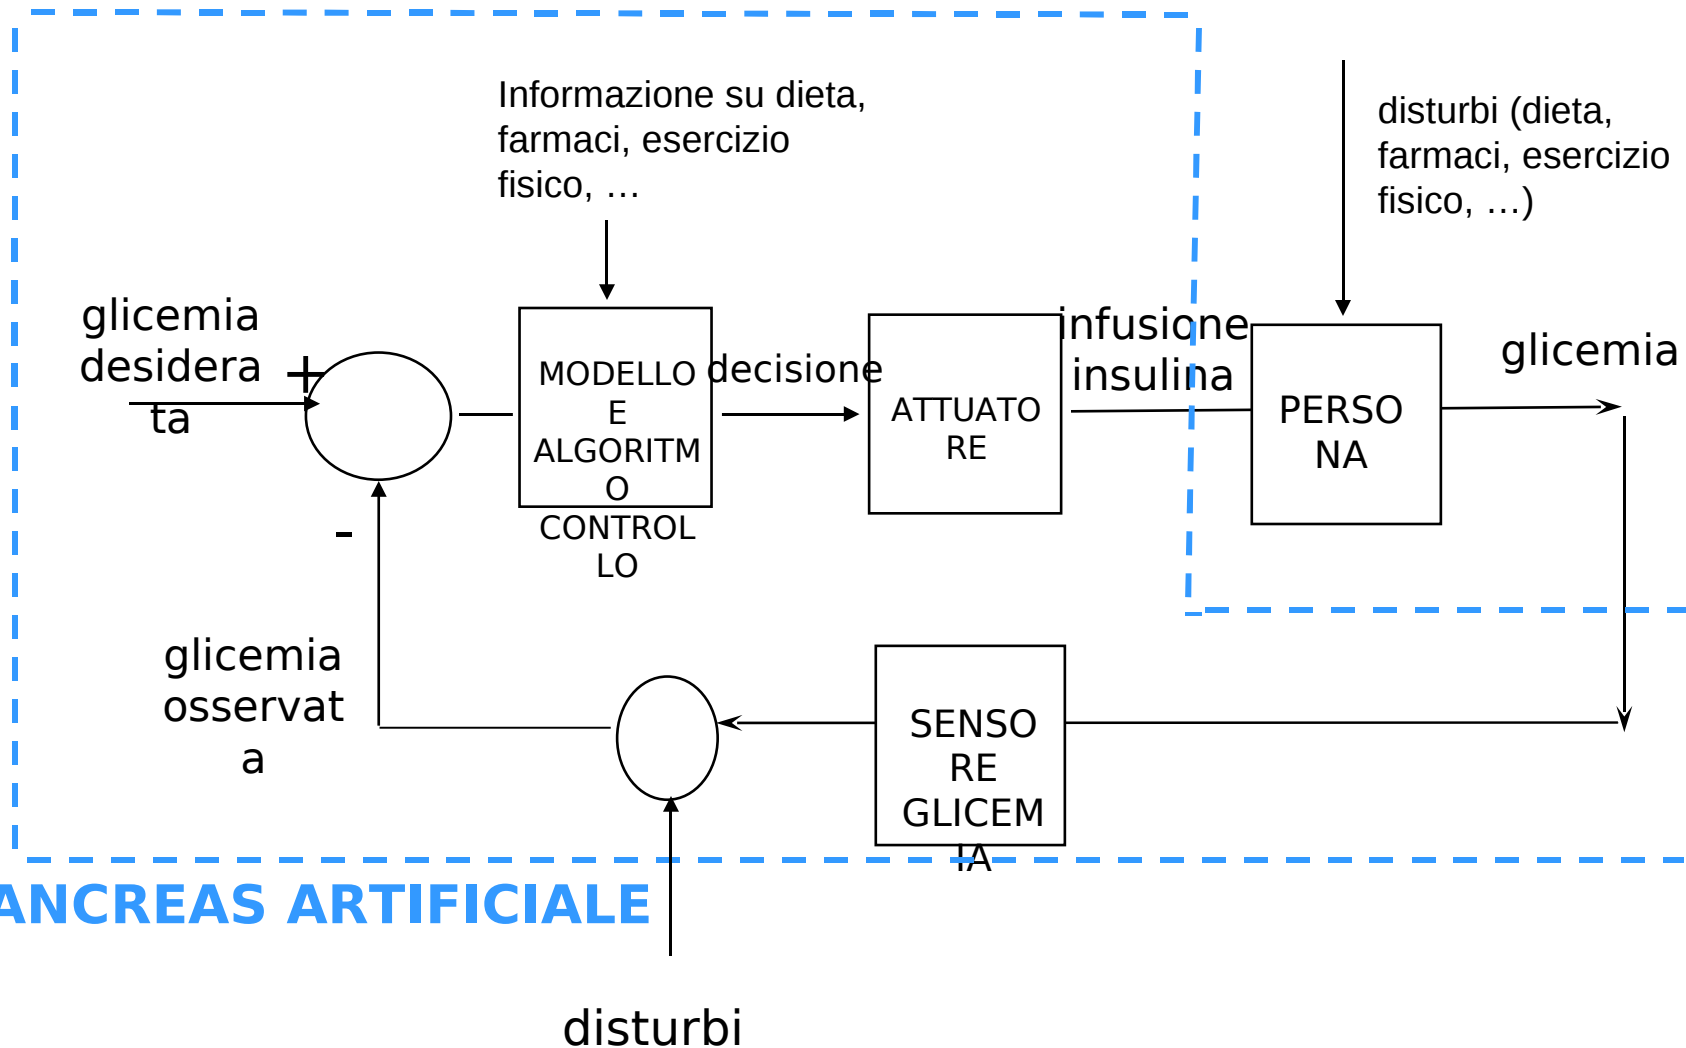 Informazione su dieta,
farmaci, esercizio
fisico, …
disturbi (dieta,
farmaci, esercizio
fisico, …)
glicemia
desidera
ta
+
-
MODELLO
E
ALGORITM
O
CONTROL
LO
decisione
ATTUATO
RE
infusione
insulina
PERSO
NA
glicemia
glicemia
osservat
a
SENSO
RE
GLICEM
IA
ANCREAS ARTIFICIALE
disturbi